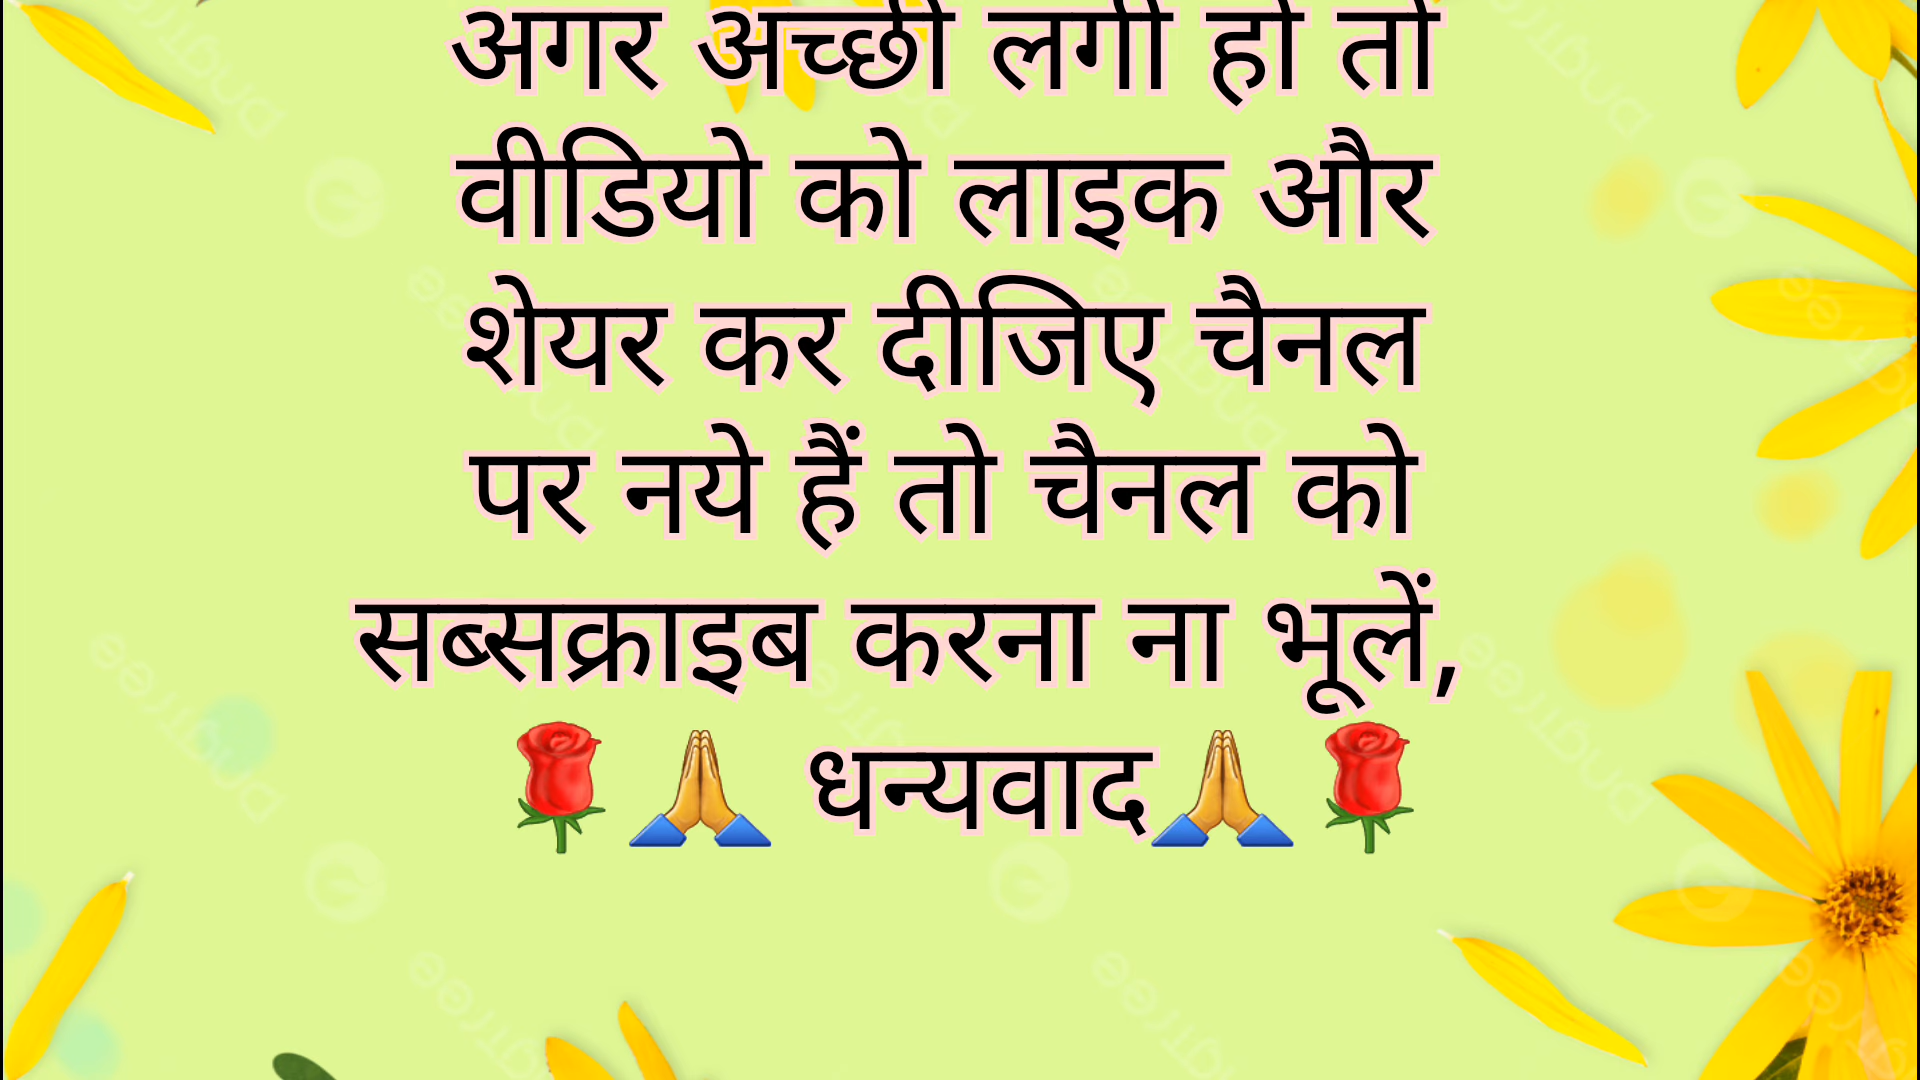 अगर अच्छी लगी हो तो
वीडियो को लाइक और
शेयर कर दीजिए चैनल
पर नये हैं तो चैनल को
सब्सक्राइब करना ना भूलें,
🌹🙏 धन्यवाद🙏🌹